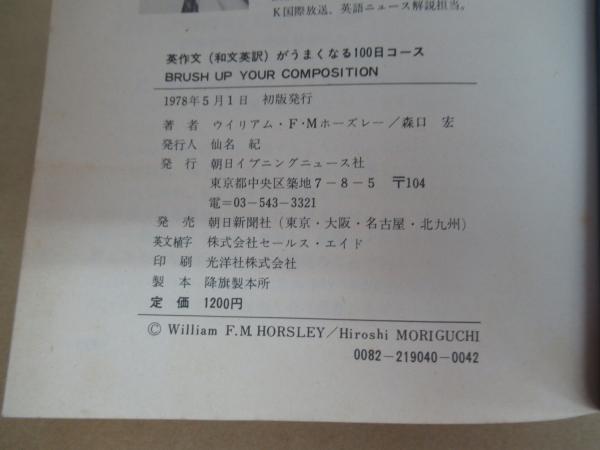 K国際放送、英語ニュース解説担当。
英作文(和文英訳)がうまくなる100日コース
BRUSH UP YOUR COMPOSITION
1978年5月1日 初版発行
著 者 ウイリアム・F・Mホーズレー/森口 宏
発行人 仙名 紀
発 行 朝日イブニングニュース社
東京都中央区築地7-8-5 〒104
電=03-543-3321
発 売 朝日新聞社(東京・大阪・名古屋・北九州)
英文植字 株式会社セールス・エイド
印 刷 光洋社株式会社
製 本 降旗製本所
定 価 1200円
© William F.M. HORSLEY/Hiroshi MORIGUCHI
0082-219040-0042